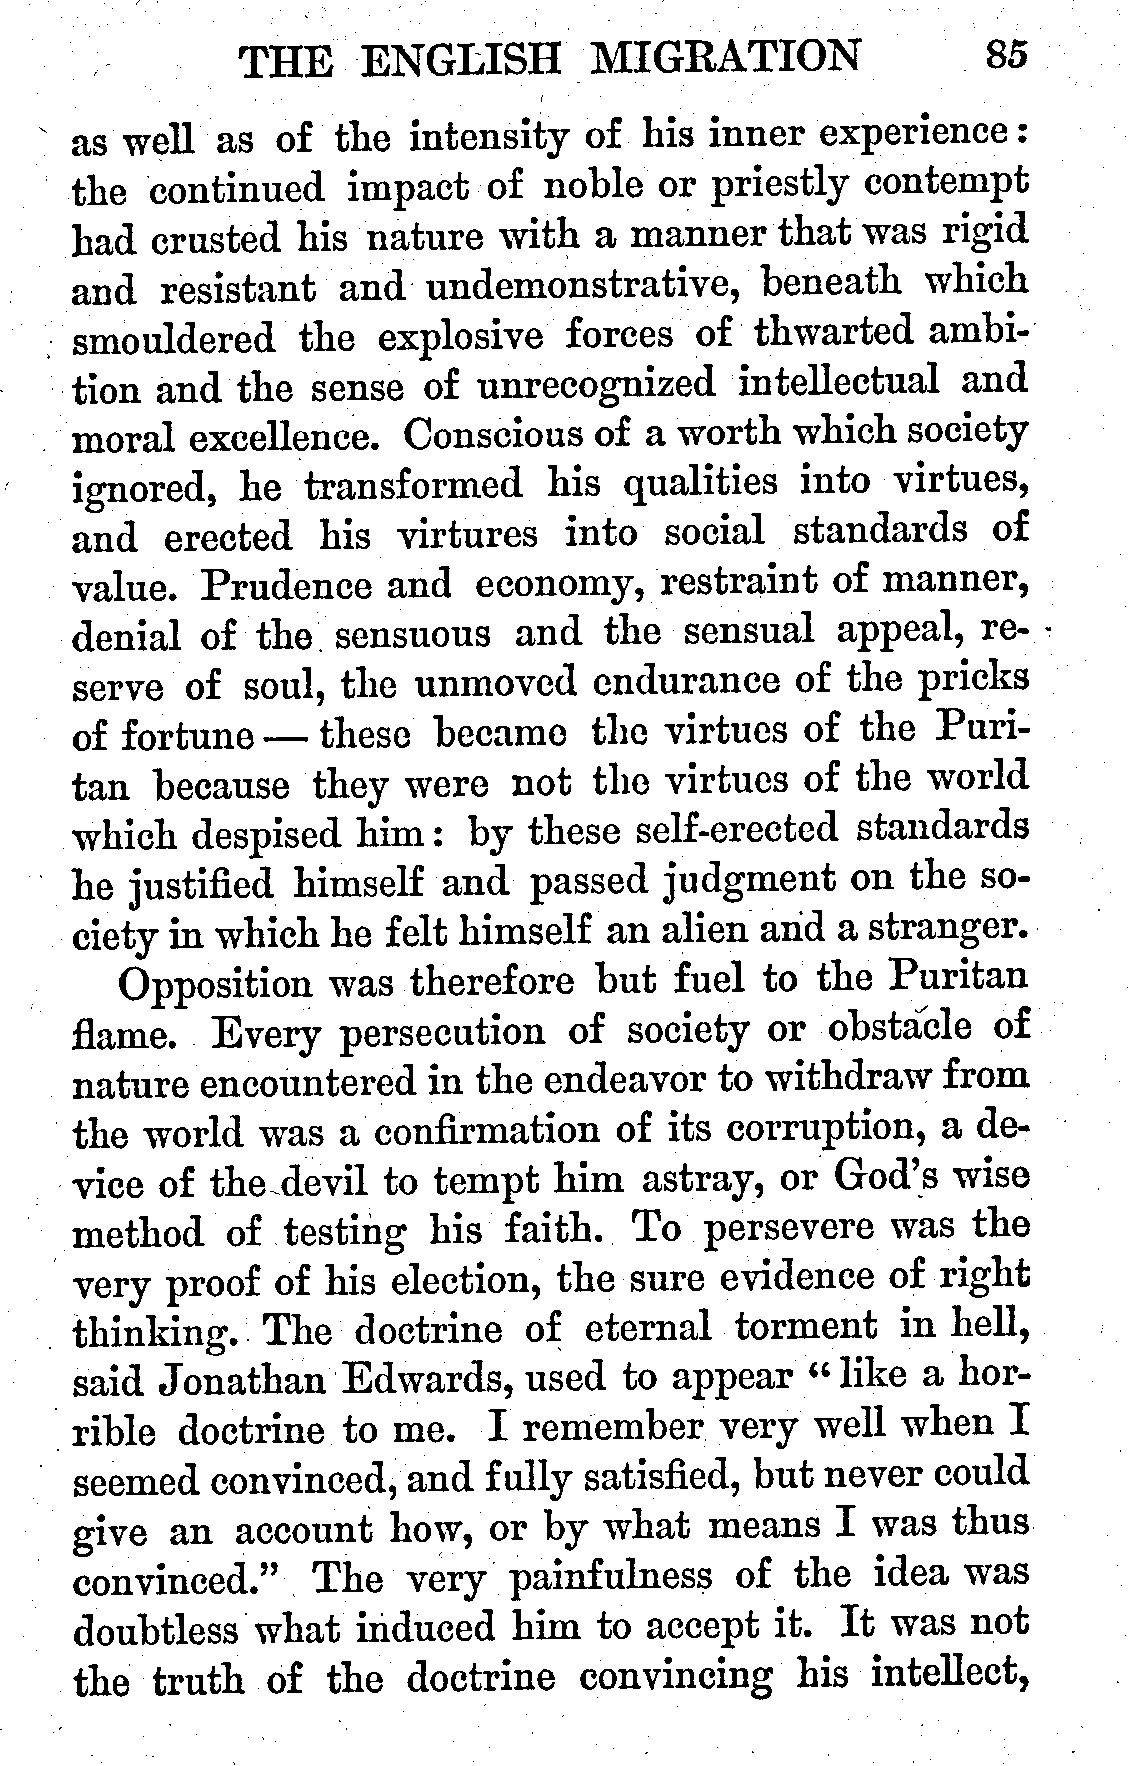 THE ENGLISH MIGRATION 85
as well as of the intensity of his inner experience:
the continued impact of noble or priestly contempt
had crusted his nature with a manner that was rigid
and resistant and undemonstrative, beneath which
smouldered the explosive forces of thwarted ambi-
tion and the sense of unrecognized intellectual and
moral excellence. Conscious of a worth which society
ignored, he transformed his qualities into virtues,
and erected his virtures into social standards of
value. Prudence and economy, restraint of manner,
denial of the sensuous and the sensual appeal, re-
serve of soul, the unmoved endurance of the pricks
of fortune — these became the virtues of the Puri-
tan because they were not the virtues of the world
which despised him: by these self-erected standards
he justified himself and passed judgment on the so-
ciety in which he felt himself an alien and a stranger.
Opposition was therefore but fuel to the Puritan
flame. Every persecution of society or obstacle of
nature encountered in the endeavor to withdraw from
the world was a confirmation of its corruption, a de-
vice of the devil to tempt him astray, or God's wise
method of testing his faith. To persevere was the
very proof of his election, the sure evidence of right
thinking. The doctrine of eternal torment in hell,
said Jonathan Edwards, used to appear "like a hor-
rible doctrine to me. I remember very well when I
seemed convinced, and fully satisfied, but never could
give an account how, or by what means I was thus
convinced." The very painfulness of the idea was
doubtless what induced him to accept it. It was not
the truth of the doctrine convincing his intellect,